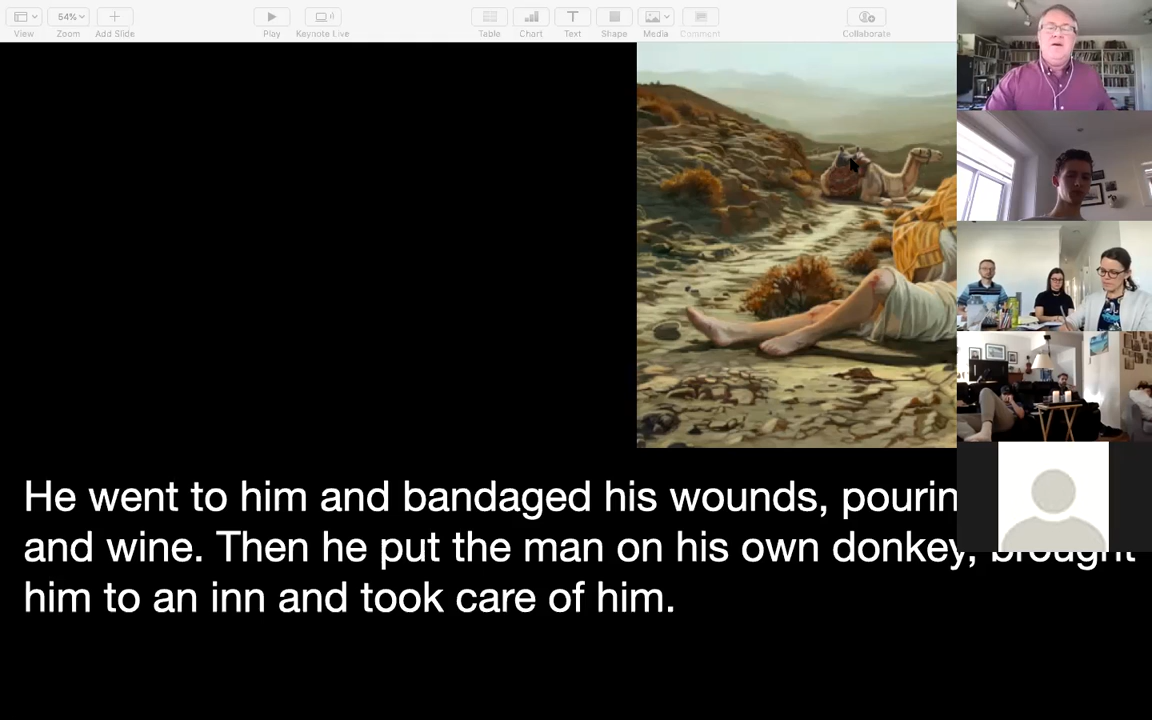 54%
View
Zoom
Add Slide
Play
Keynote Live
Table
Chart
Text
Shape
Media
Comment
Collaborate
He went to him and bandaged his wounds,
and wine. Then he put the man on his own donkey, brought
him to an inn and took care of him.